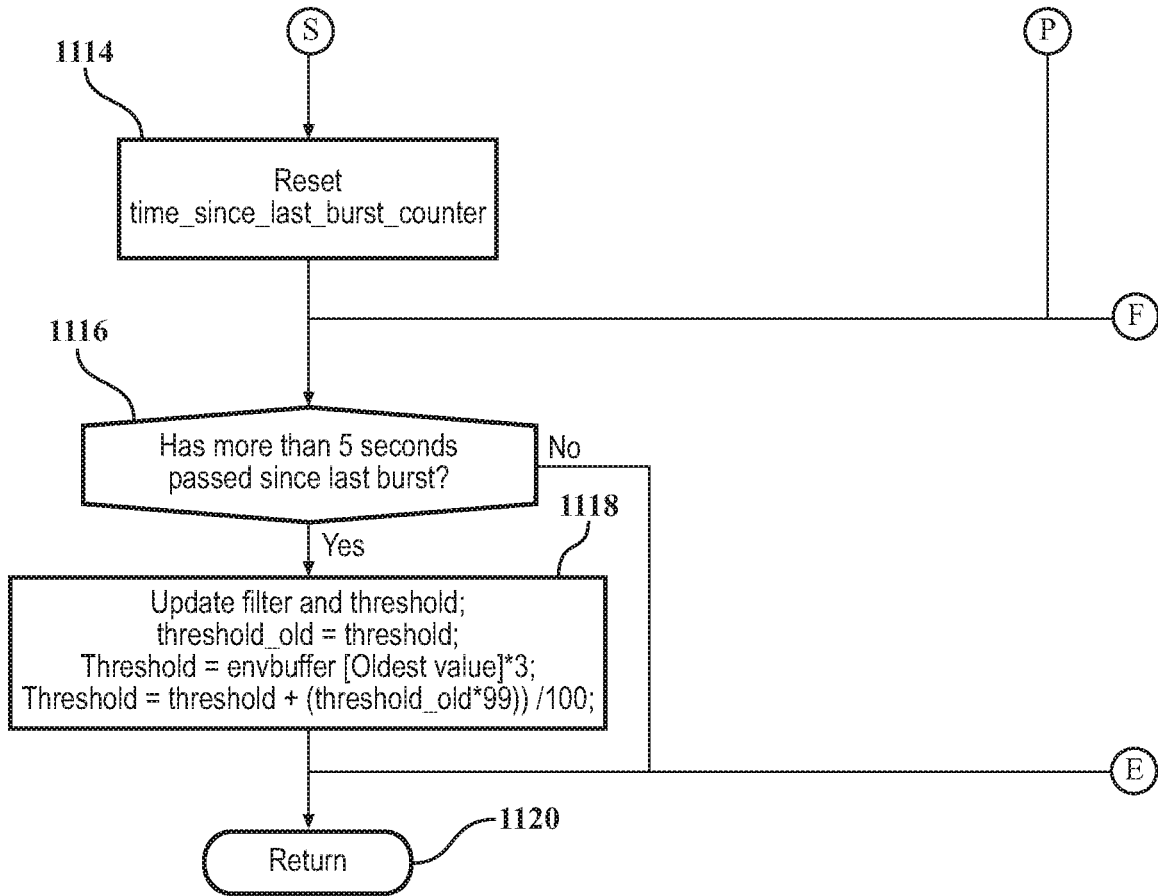 S
P
1114
Reset
time_since_last_burst_counter
F
1116
Has more than 5 seconds
passed since last burst?
No
Yes
1118
Update filter and threshold;
threshold_old = threshold;
Threshold = envbuffer [Oldest value]*3;
Threshold = threshold + (threshold_old*99)) /100;
E
1120
Return